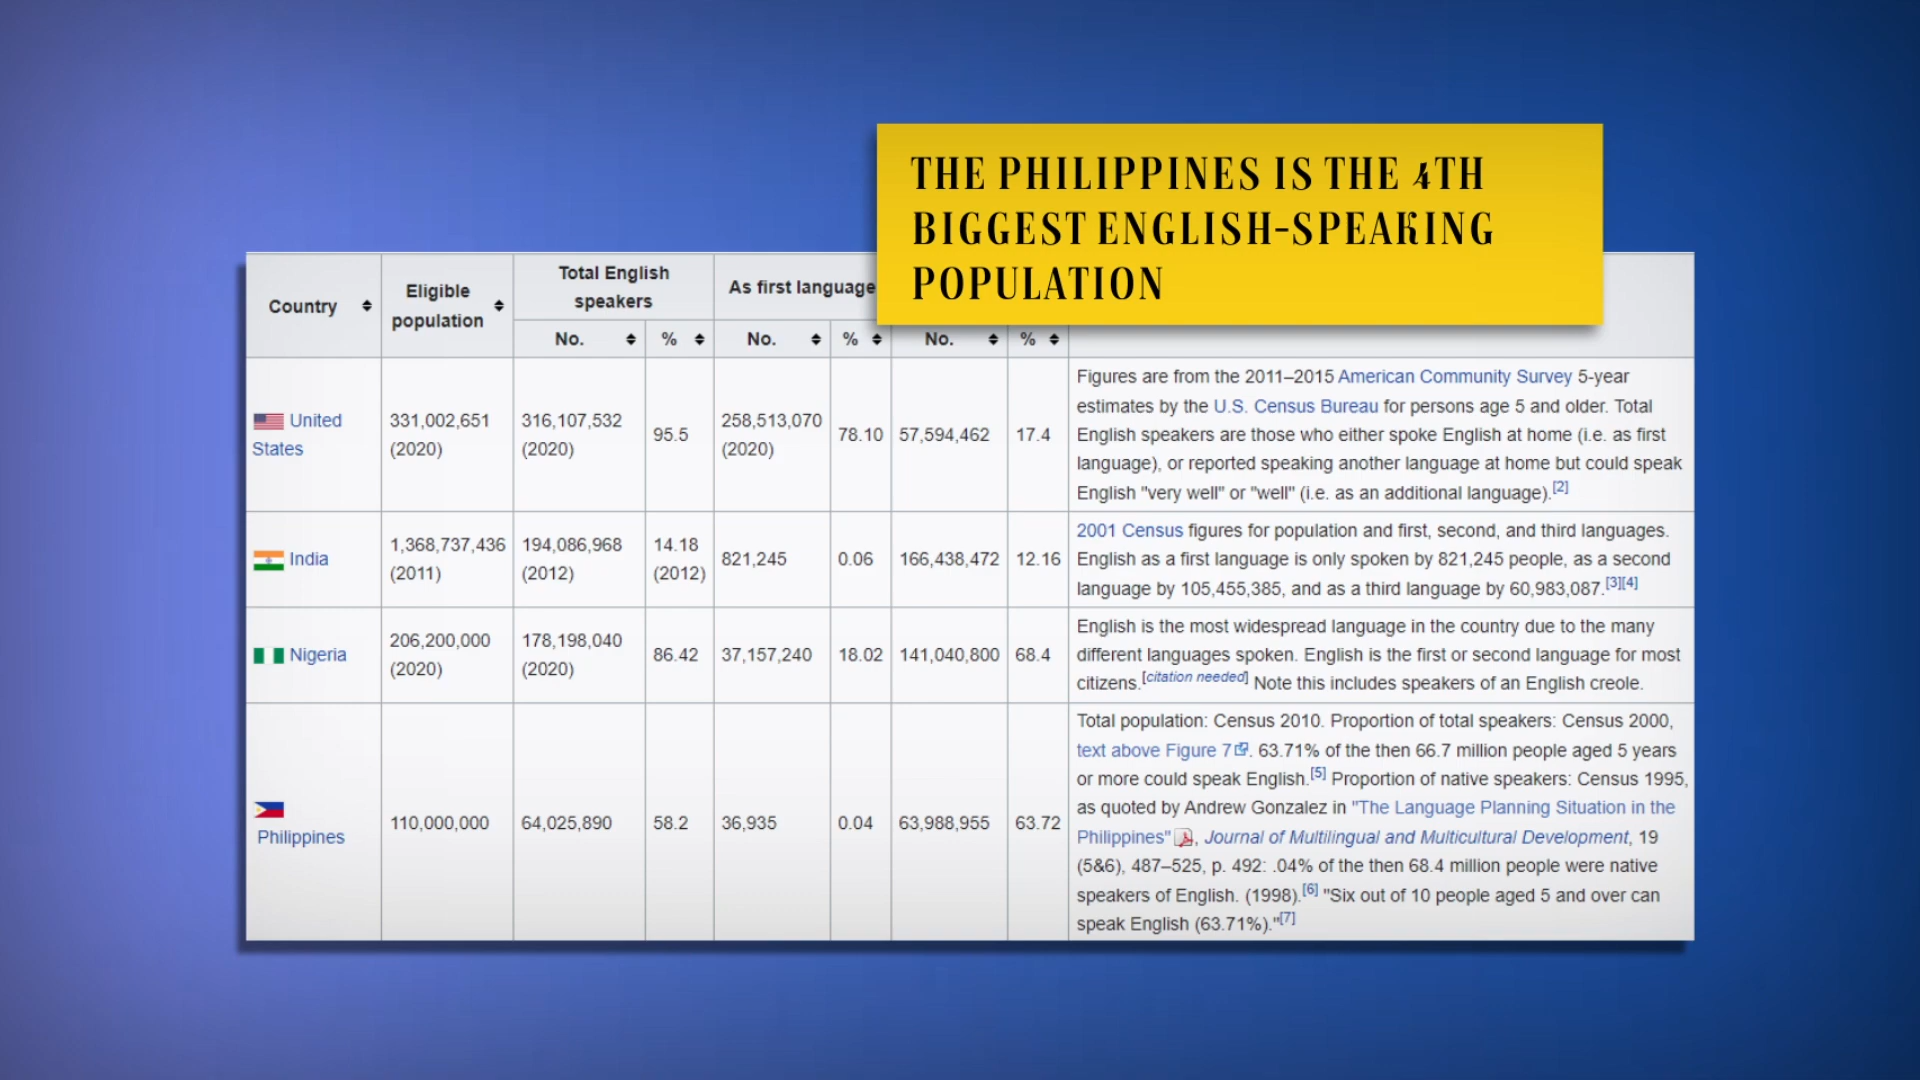 THE PHILIPPINES IS THE 4TH
BIGGEST ENGLISH-SPEAKING
POPULATION
Country
Eligible
population
Total English
speakers
As first language
No. % No. % No. %
United
States
331,002,651
(2020)
316,107,532
(2020)
95.5
258,513,070
(2020)
78.10
57,594,462
17.4
Figures are from the 2011–2015 American Community Survey 5-year
estimates by the U.S. Census Bureau for persons age 5 and older. Total
English speakers are those who either spoke English at home (i.e. as first
language), or reported speaking another language at home but could speak
English "very well" or "well" (i.e. as an additional language).[2]
India
1,368,737,436
(2011)
194,086,968
(2012)
14.18
(2012)
821,245
0.06
166,438,472
12.16
2001 Census figures for population and first, second, and third languages.
English as a first language is only spoken by 821,245 people, as a second
language by 105,455,385, and as a third language by 60,983,087.[3][4]
Nigeria
206,200,000
(2020)
178,198,040
(2020)
86.42
37,157,240
18.02
141,040,800
68.4
English is the most widespread language in the country due to the many
different languages spoken. English is the first or second language for most
citizens.[citation needed] Note this includes speakers of an English creole.
Philippines
110,000,000
64,025,890
58.2
36,935
0.04
63,988,955
63.72
Total population: Census 2010. Proportion of total speakers: Census 2000,
text above Figure 7. 63.71% of the then 66.7 million people aged 5 years
or more could speak English.[5] Proportion of native speakers: Census 1995,
as quoted by Andrew Gonzalez in "The Language Planning Situation in the
Philippines", Journal of Multilingual and Multicultural Development, 19
(5&6), 487–525, p. 492: .04% of the then 68.4 million people were native
speakers of English. (1998).[6] "Six out of 10 people aged 5 and over can
speak English (63.71%)."[7]